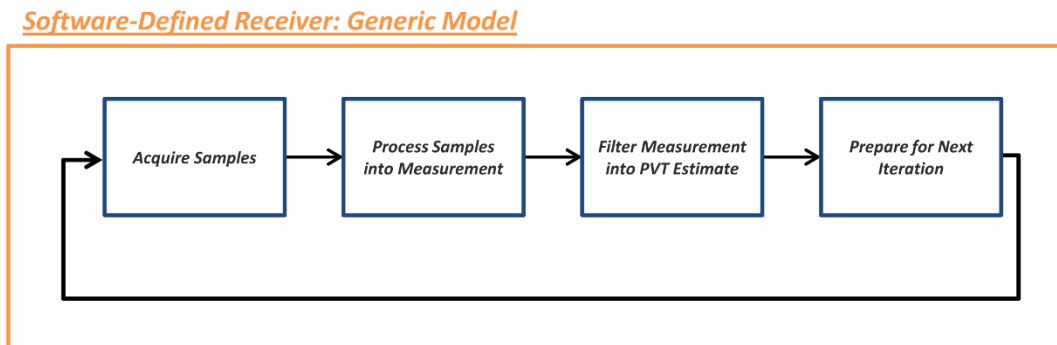 Software-Defined Receiver: Generic Model
Acquire Samples
Process Samples
into Measurement
Filter Measurement
into PVT Estimate
Prepare for Next
Iteration